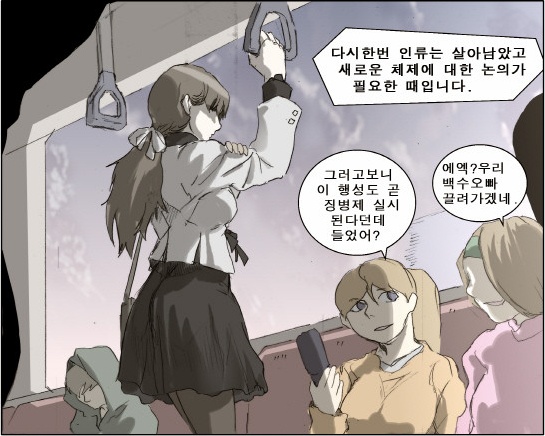 다시한번 인류는 살아남았고
새로운 체제에 대한 논의가
필요한 때입니다.
그러고보니
이 행성도 곧
징병제 실시
된다던데
들었어?
에엑?우리
백수오빠
끌려가겠네.